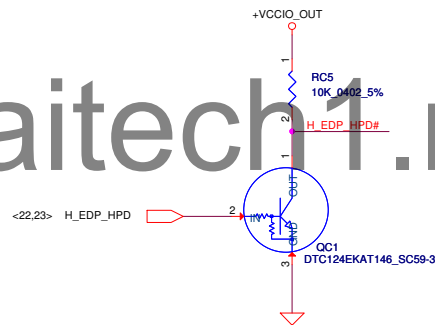 +VCCIO_OUT
1
RC5
10K_0402_5%
2
H_EDP_HPD#
aitech1.
1
OUT
<22,23> H_EDP_HPD
2
IN
GND
QC1
DTC124EKAT146_SC59-3
3